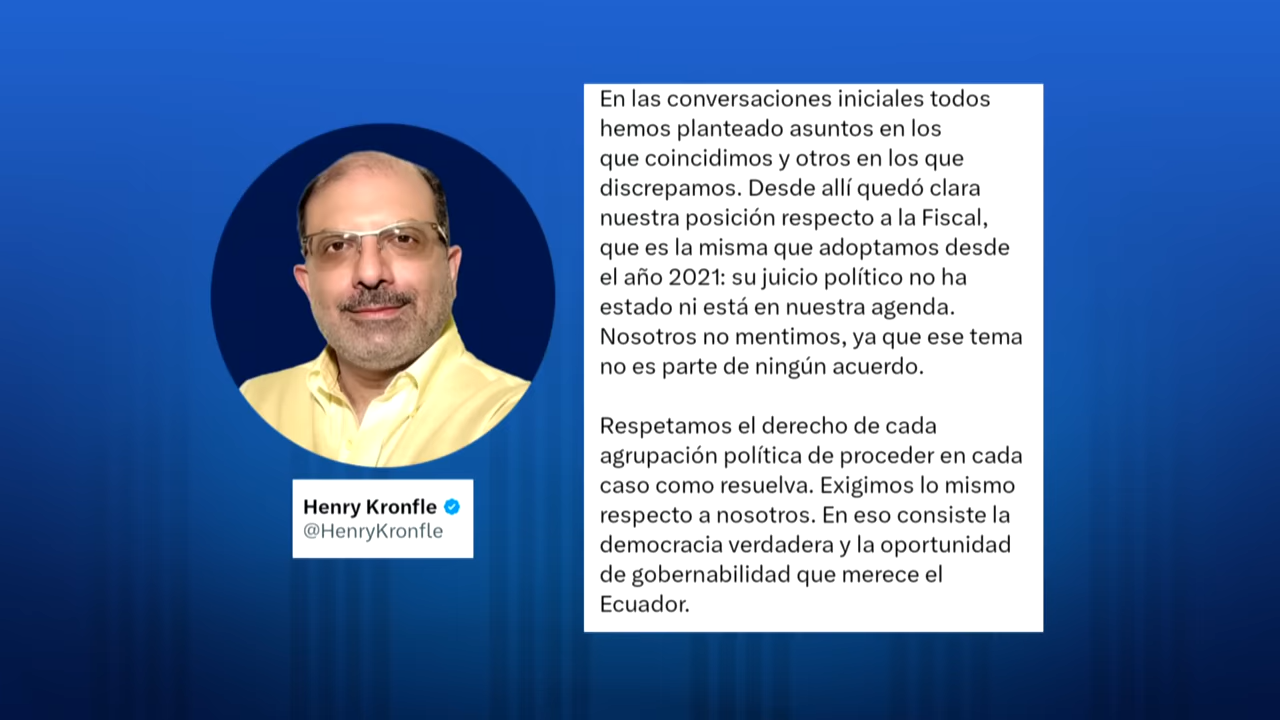 Henry Kronfle
@HenryKronfle
En las conversaciones iniciales todos
hemos planteado asuntos en los
que coincidimos y otros en los que
discrepamos. Desde allí quedó clara
nuestra posición respecto a la Fiscal,
que es la misma que adoptamos desde
el año 2021: su juicio político no ha
estado ni está en nuestra agenda.
Nosotros no mentimos, ya que ese tema
no es parte de ningún acuerdo.
Respetamos el derecho de cada
agrupación política de proceder en cada
caso como resuelva. Exigimos lo mismo
respecto a nosotros. En eso consiste la
democracia verdadera y la oportunidad
de gobernabilidad que merece el
Ecuador.